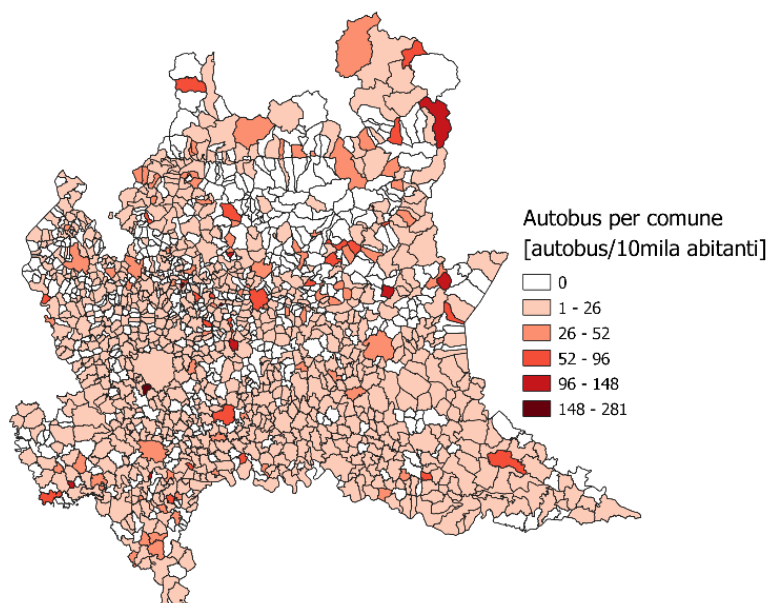 Autobus per comune
[autobus/10mila abitanti]
0
1 - 26
26 - 52
52 - 96
96 - 148
148 - 281